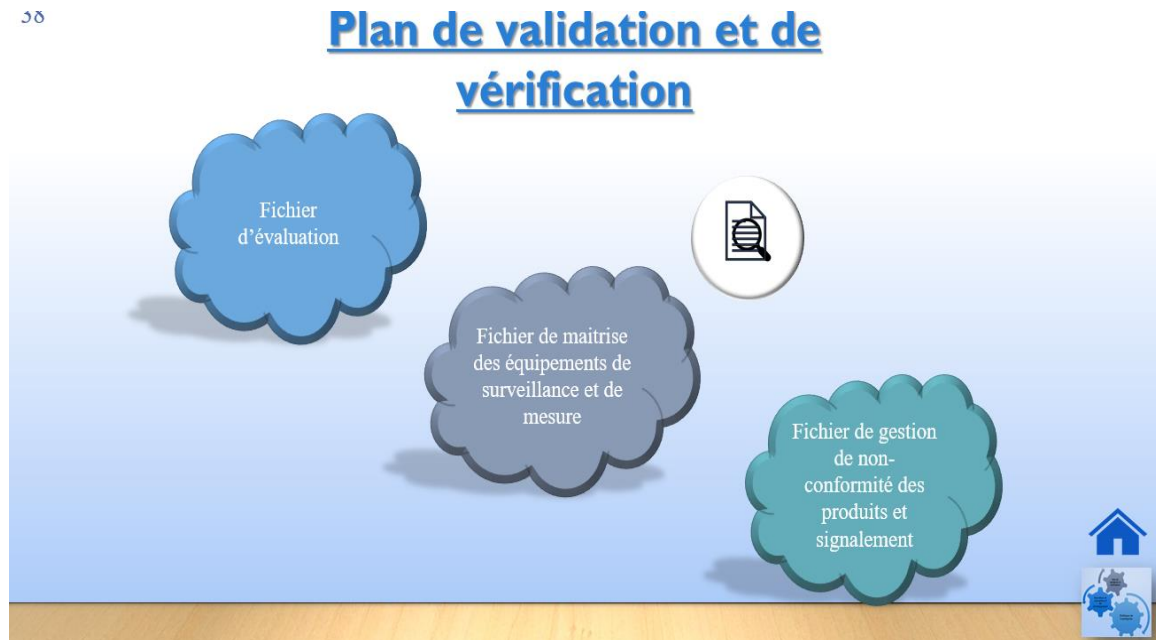 38
Plan de validation et de
vérification
Fichier
d’évaluation
Fichier de maitrise
des équipements de
surveillance et de
mesure
Fichier de gestion
de non-
conformité des
produits et
signalement